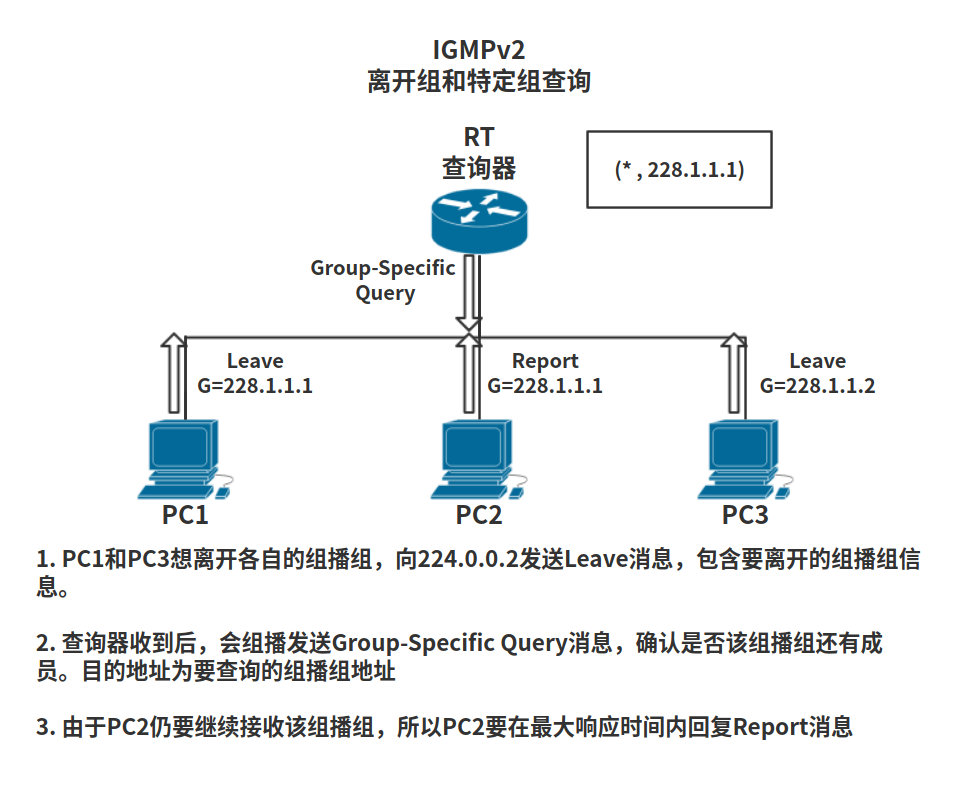 IGMPv2
离开组和特定组查询
RT
查询器
(* , 228.1.1.1)
Group-Specific
Query
Leave
G=228.1.1.1
Report
G=228.1.1.1
Leave
G=228.1.1.2
PC1
PC2
PC3
1. PC1和PC3想离开各自的组播组，向224.0.0.2发送Leave消息，包含要离开的组播组信
息。
2. 查询器收到后，会组播发送Group-Specific Query消息，确认是否该组播组还有成
员。目的地址为要查询的组播组地址
3. 由于PC2仍要继续接收该组播组，所以PC2要在最大响应时间内回复Report消息